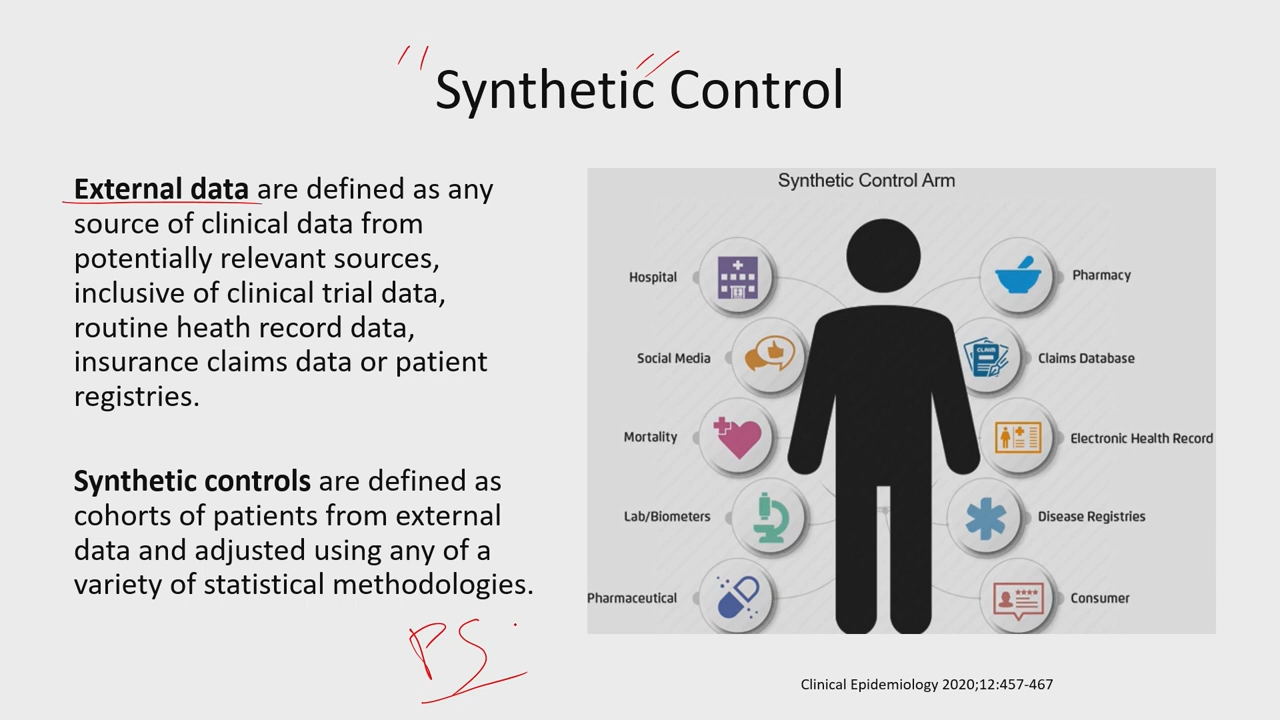 Synthetic Control
External data are defined as any
source of clinical data from
potentially relevant sources,
inclusive of clinical trial data,
routine heath record data,
insurance claims data or patient
registries.
Synthetic controls are defined as
cohorts of patients from external
data and adjusted using any of a
variety of statistical methodologies.
PS
Synthetic Control Arm
Hospital
Social Media
Mortality
Lab/Biometers
Pharmaceutical
Pharmacy
Claims Database
CLAIM
Electronic Health Record
Disease Registries
Consumer
Clinical Epidemiology 2020;12:457-467